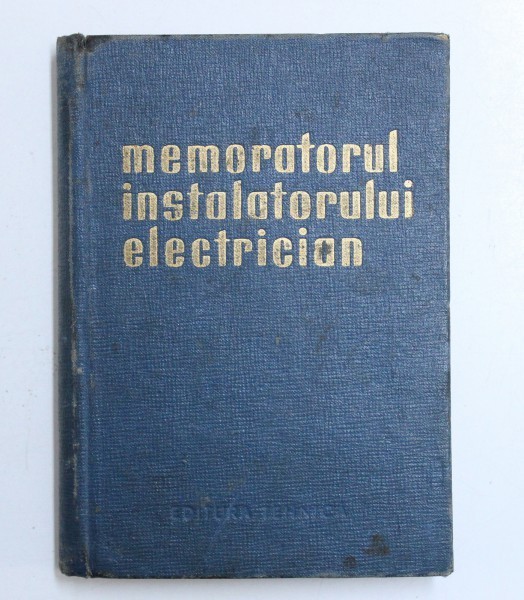 memoratorul
instalatorului
electrician
EDITURA TEHNICA